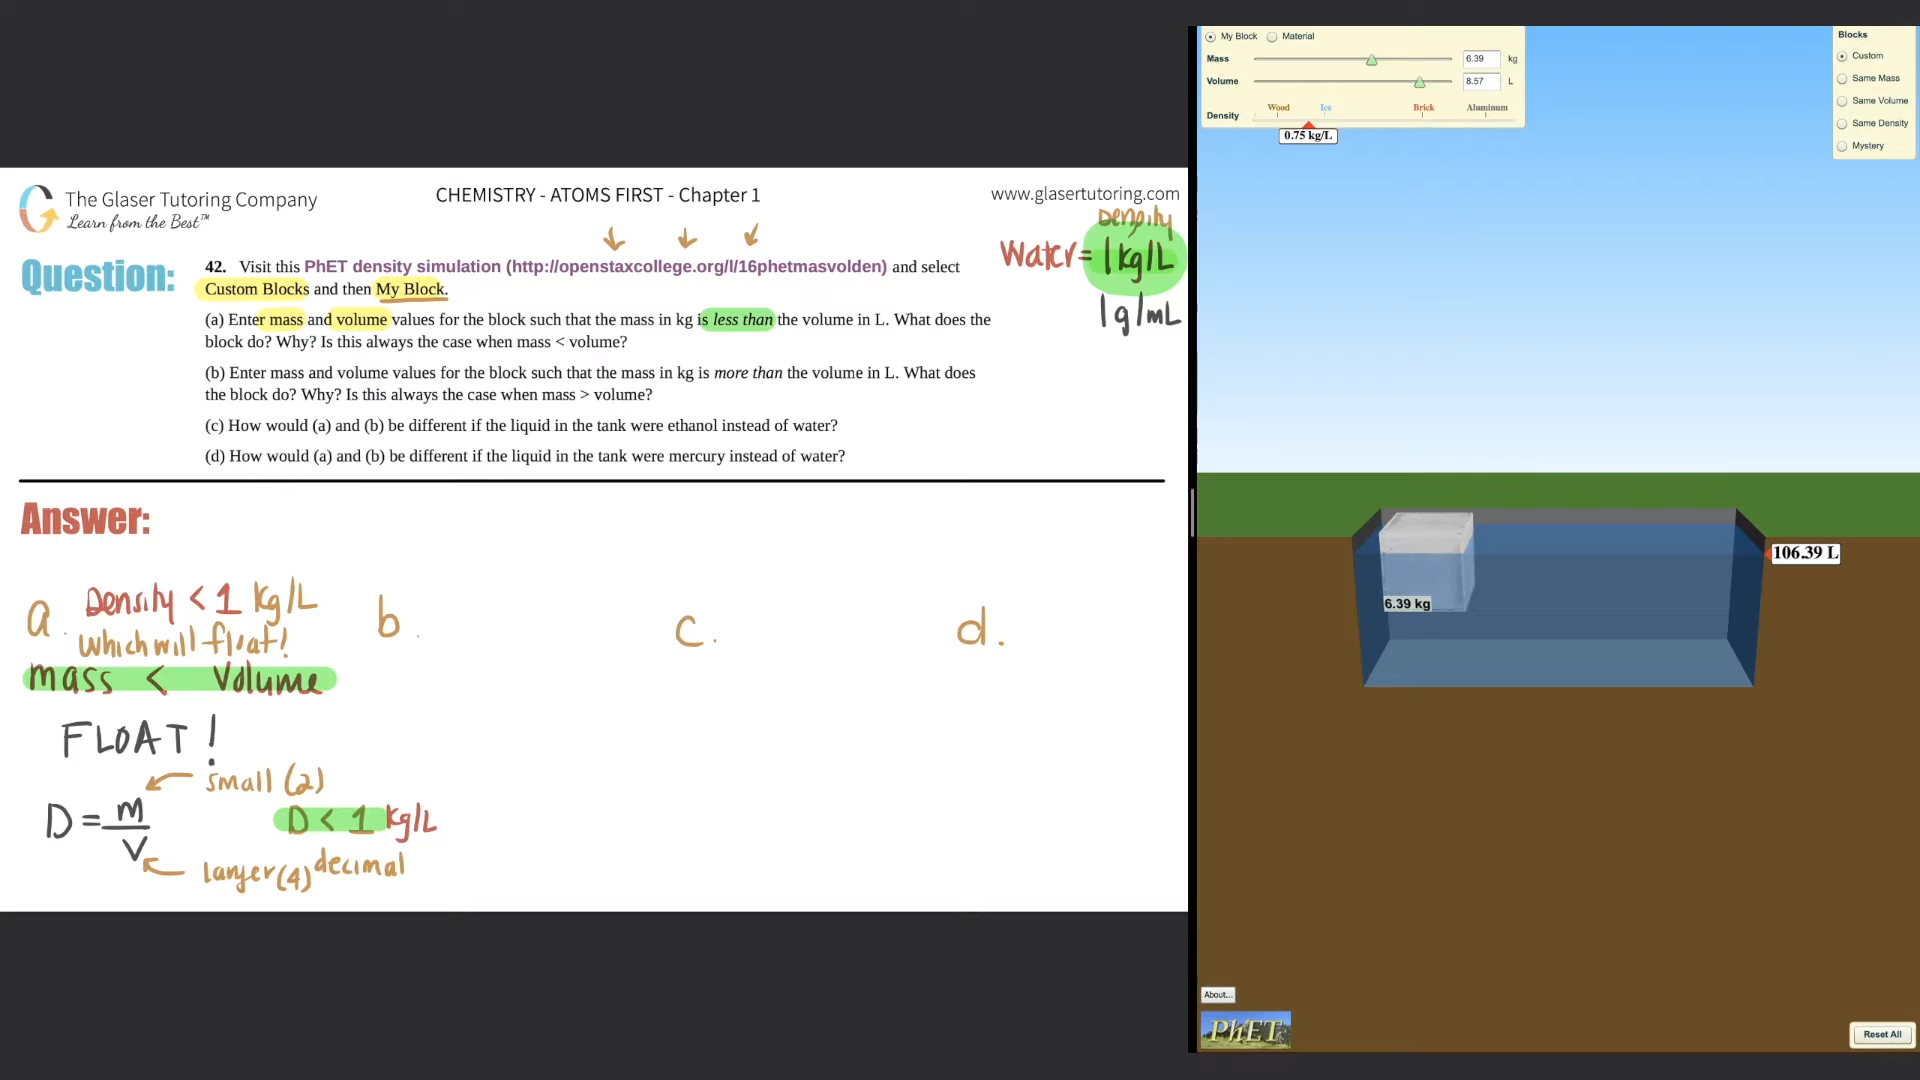 The Glaser Tutoring Company
Learn from the Best™
CHEMISTRY - ATOMS FIRST - Chapter 1
www.glasertutoring.com
Density
Water = 1 kg/L
1 g/mL
Question:
42. Visit this PhET density simulation (http://openstaxcollege.org/l/16phetmasvolden) and select
Custom Blocks and then My Block.
(a) Enter mass and volume values for the block such that the mass in kg is less than the volume in L. What does the
block do? Why? Is this always the case when mass < volume?
(b) Enter mass and volume values for the block such that the mass in kg is more than the volume in L. What does
the block do? Why? Is this always the case when mass > volume?
(c) How would (a) and (b) be different if the liquid in the tank were ethanol instead of water?
(d) How would (a) and (b) be different if the liquid in the tank were mercury instead of water?
Answer:
a. Density < 1 kg/L
which will float!
mass < Volume
FLOAT!
small (2)
D = m
V
D < 1 kg/L
larger (4) decimal
b.
c.
d.
My Block Material
Mass 6.39 kg
Volume 8.57 L
Wood Ice Brick Aluminum
Density
0.75 kg/L
Blocks
Custom
Same Mass
Same Volume
Same Density
Mystery
106.39 L
6.39 kg
About...
PhET
Reset All